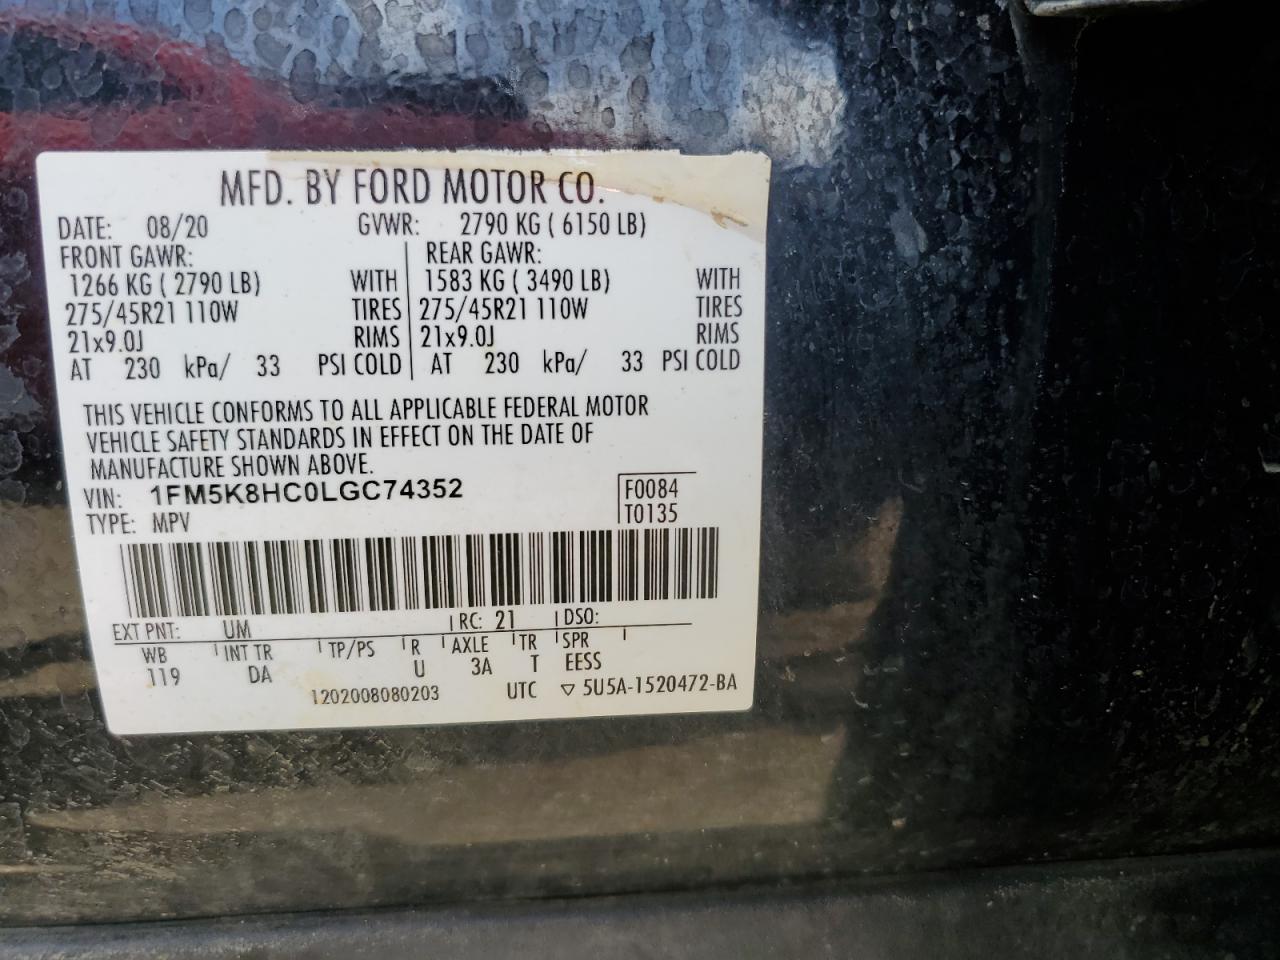 MFD. BY FORD MOTOR CO.
DATE: 08/20 GVWR: 2790 KG ( 6150 LB)
FRONT GAWR: REAR GAWR:
1266 KG ( 2790 LB) WITH 1583 KG ( 3490 LB) WITH
275/45R21 110W TIRES 275/45R21 110W TIRES
21x9.0J RIMS 21x9.0J RIMS
AT 230 kPa/ 33 PSI COLD AT 230 kPa/ 33 PSI COLD
THIS VEHICLE CONFORMS TO ALL APPLICABLE FEDERAL MOTOR
VEHICLE SAFETY STANDARDS IN EFFECT ON THE DATE OF
MANUFACTURE SHOWN ABOVE.
VIN: 1FM5K8HC0LGC74352 F0084
TYPE: MPV T0135
EXT PNT: UM RC: 21 DSO:
WB INT TR TP/PS R AXLE TR SPR
119 DA U 3A T EESS
1202008080203 UTC ▽ 5U5A-1520472-BA